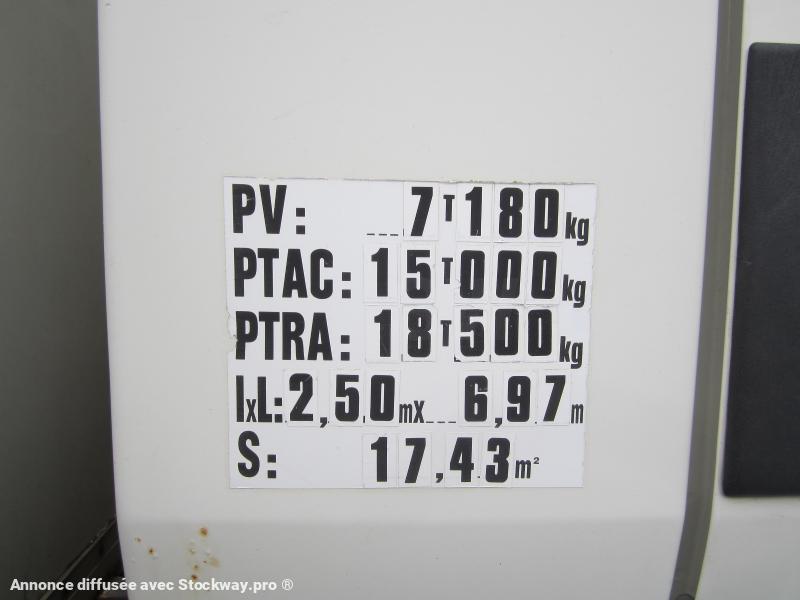 PV: 7 T 180 kg
PTAC: 15 T 000 kg
PTRA: 18 T 500 kg
lxL: 2,50 mx 6,97 m
S: 17,43 m²
Annonce diffusée avec Stockway.pro ®